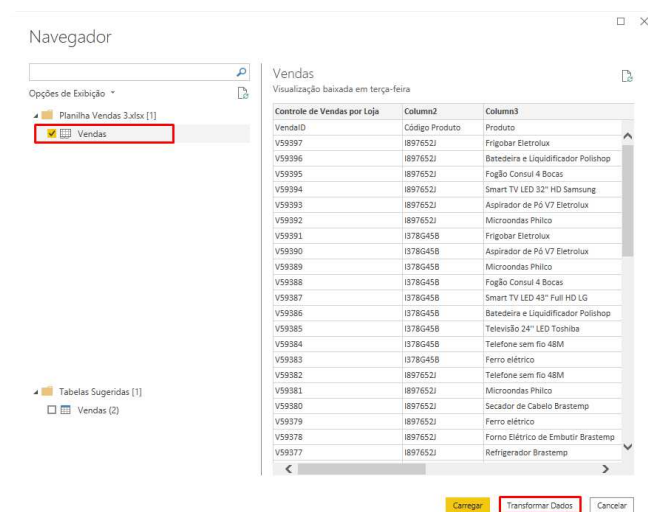 Navegador
Opções de Exibição
Planilha Vendas 3.xlsx [1]
Vendas
Tabelas Sugeridas [1]
Vendas (2)
Vendas
Visualização baixada em terça-feira
Controle de Vendas por Loja Column2 Column3
VendaID Código Produto Produto
V59397 I897652J Frigobar Eletrolux
V59396 I897652J Batedeira e Liquidificador Polishop
V59395 I897652J Fogão Consul 4 Bocas
V59394 I897652J Smart TV LED 32" HD Samsung
V59393 I897652J Aspirador de Pó V7 Eletrolux
V59392 I897652J Microondas Philco
V59391 I378G45B Frigobar Eletrolux
V59390 I378G45B Aspirador de Pó V7 Eletrolux
V59389 I378G45B Microondas Philco
V59388 I378G45B Fogão Consul 4 Bocas
V59387 I378G45B Smart TV LED 43" Full HD LG
V59386 I378G45B Batedeira e Liquidificador Polishop
V59385 I378G45B Televisão 24" LED Toshiba
V59384 I378G45B Telefone sem fio 48M
V59383 I378G45B Ferro elétrico
V59382 I897652J Telefone sem fio 48M
V59381 I897652J Microondas Philco
V59380 I897652J Secador de Cabelo Brastemp
V59379 I897652J Ferro elétrico
V59378 I897652J Forno Elétrico de Embutir Brastemp
V59377 I897652J Refrigerador Brastemp
Carregar Transformar Dados Cancelar